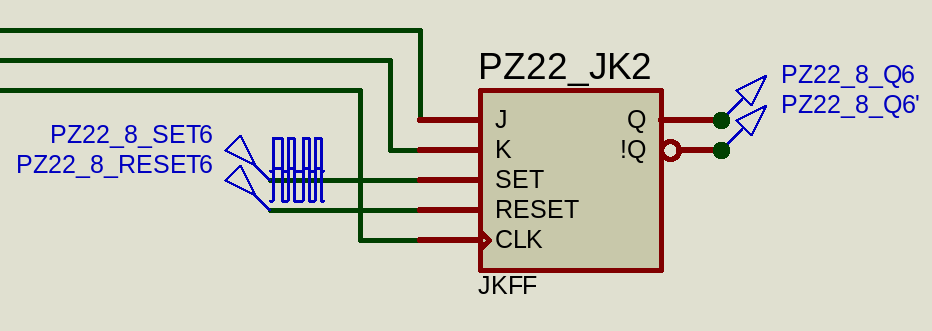 PZ22_JK2
PZ22_8_Q6
PZ22_8_Q6'
PZ22_8_SET6
PZ22_8_RESET6
J
K
SET
RESET
CLK
Q
!Q
JKFF